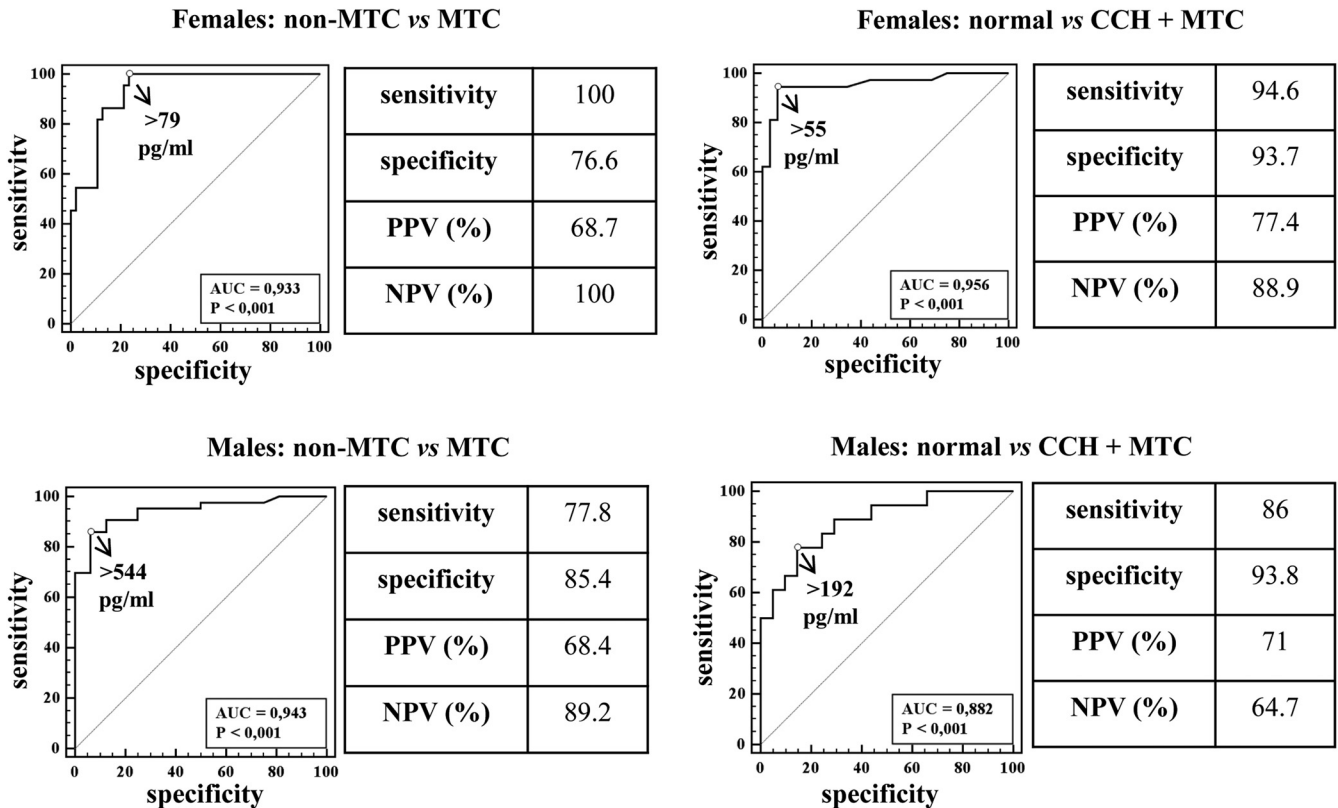 Females: non-MTC vs MTC
100
80
60
40
20
0
sensitivity
>79
pg/ml
AUC = 0,933
P < 0,001
0 20 40 60 80 100
specificity
sensitivity 100
specificity 76.6
PPV (%) 68.7
NPV (%) 100
Females: normal vs CCH + MTC
100
80
60
40
20
0
sensitivity
>55
pg/ml
AUC = 0,956
P < 0,001
0 20 40 60 80 100
specificity
sensitivity 94.6
specificity 93.7
PPV (%) 77.4
NPV (%) 88.9
Males: non-MTC vs MTC
100
80
60
40
20
0
sensitivity
>544
pg/ml
AUC = 0,943
P < 0,001
0 20 40 60 80 100
specificity
sensitivity 77.8
specificity 85.4
PPV (%) 68.4
NPV (%) 89.2
Males: normal vs CCH + MTC
100
80
60
40
20
0
sensitivity
>192
pg/ml
AUC = 0,882
P < 0,001
0 20 40 60 80 100
specificity
sensitivity 86
specificity 93.8
PPV (%) 71
NPV (%) 64.7